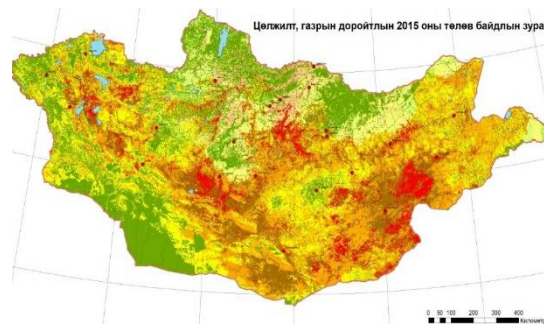 Цөлжилт, газрын доройтлын 2015 оны төлөв байдлын зура
0 50 100 200 300 400
Километр